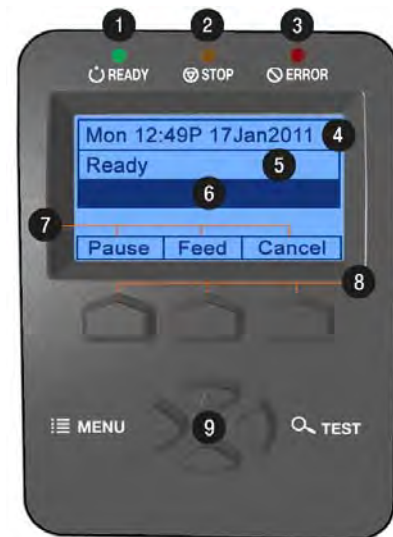 1 2 3
READY STOP ERROR
Mon 12:49P 17Jan2011 4
Ready 5
6
7
Pause Feed Cancel
8
MENU 9 TEST